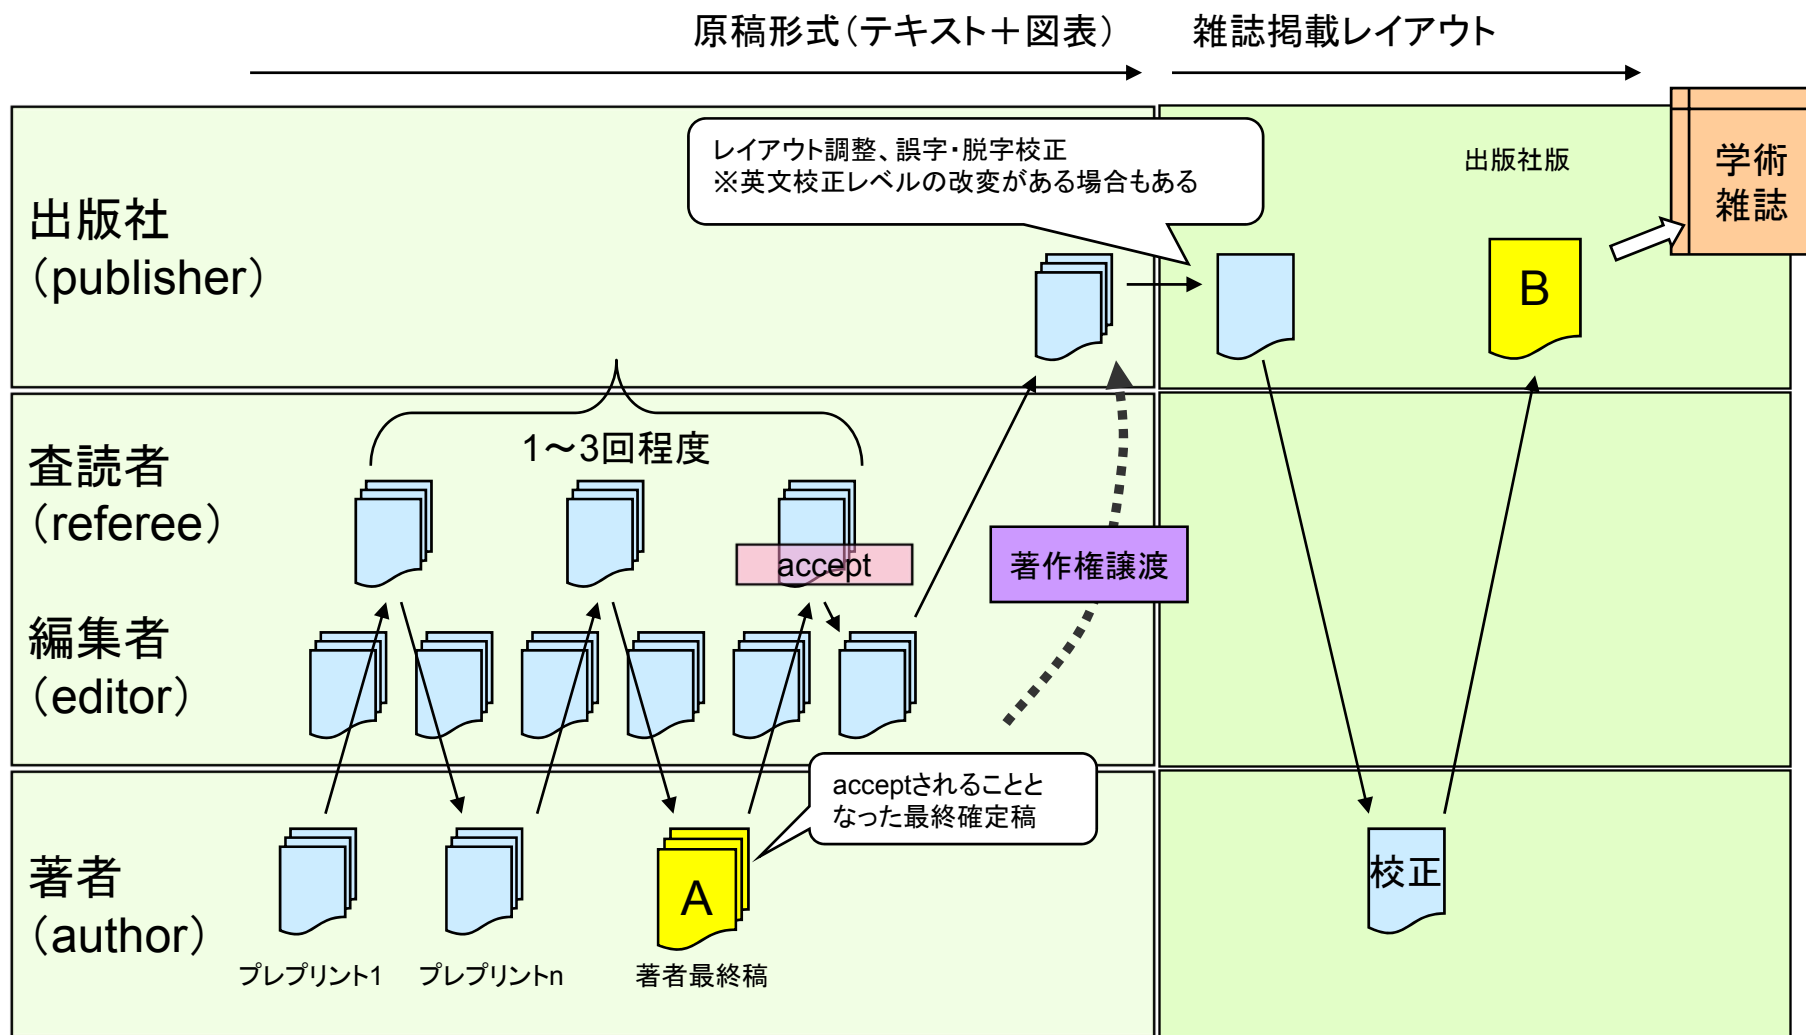 原稿形式(テキスト＋図表)
雑誌掲載レイアウト
レイアウト調整、誤字・脱字校正
※英文校正レベルの改変がある場合もある
出版社版
学術
雑誌
出版社
(publisher)
B
1～3回程度
査読者
(referee)
accept
著作権譲渡
編集者
(editor)
acceptされることと
なった最終確定稿
著者
(author)
A
校正
プレプリント1
プレプリントn
著者最終稿